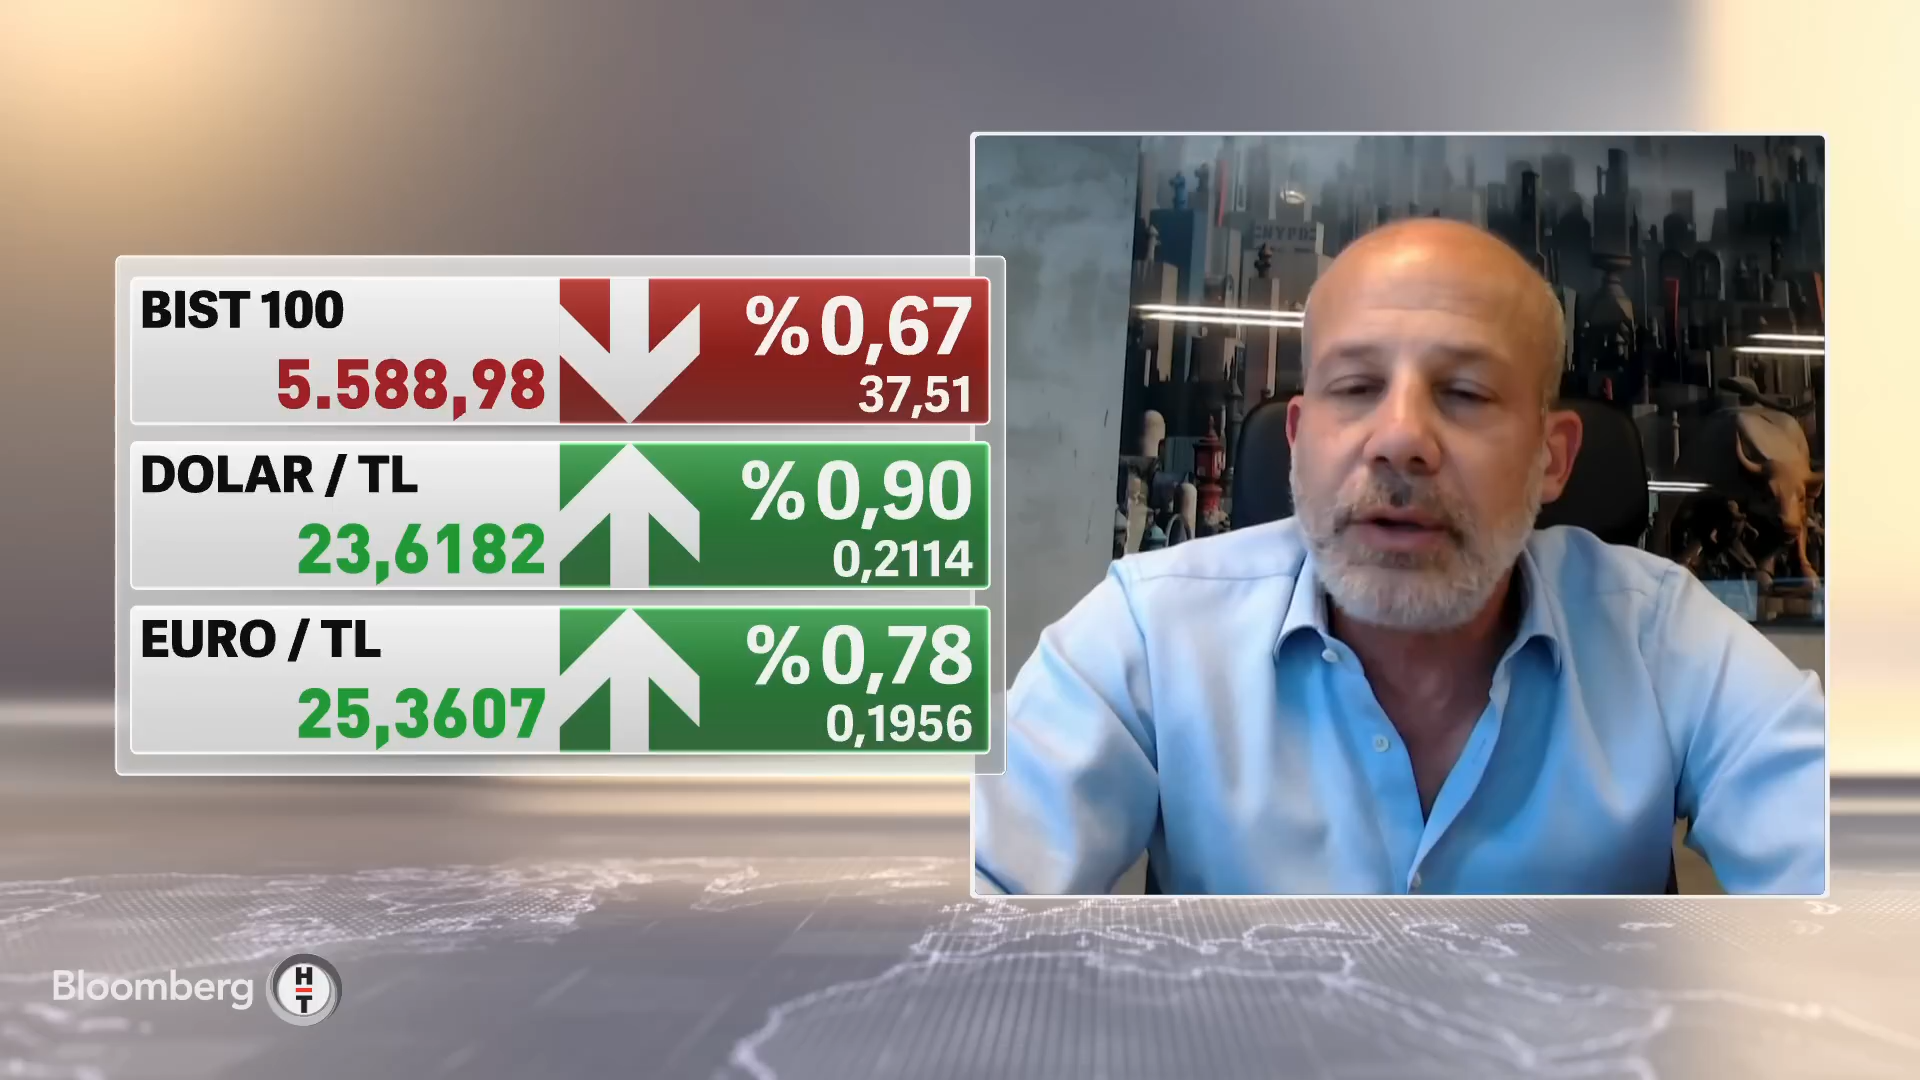 BIST 100
5.588,98
%0,67
37,51
DOLAR / TL
23,6182
%0,90
0,2114
EURO / TL
25,3607
%0,78
0,1956
Bloomberg HT